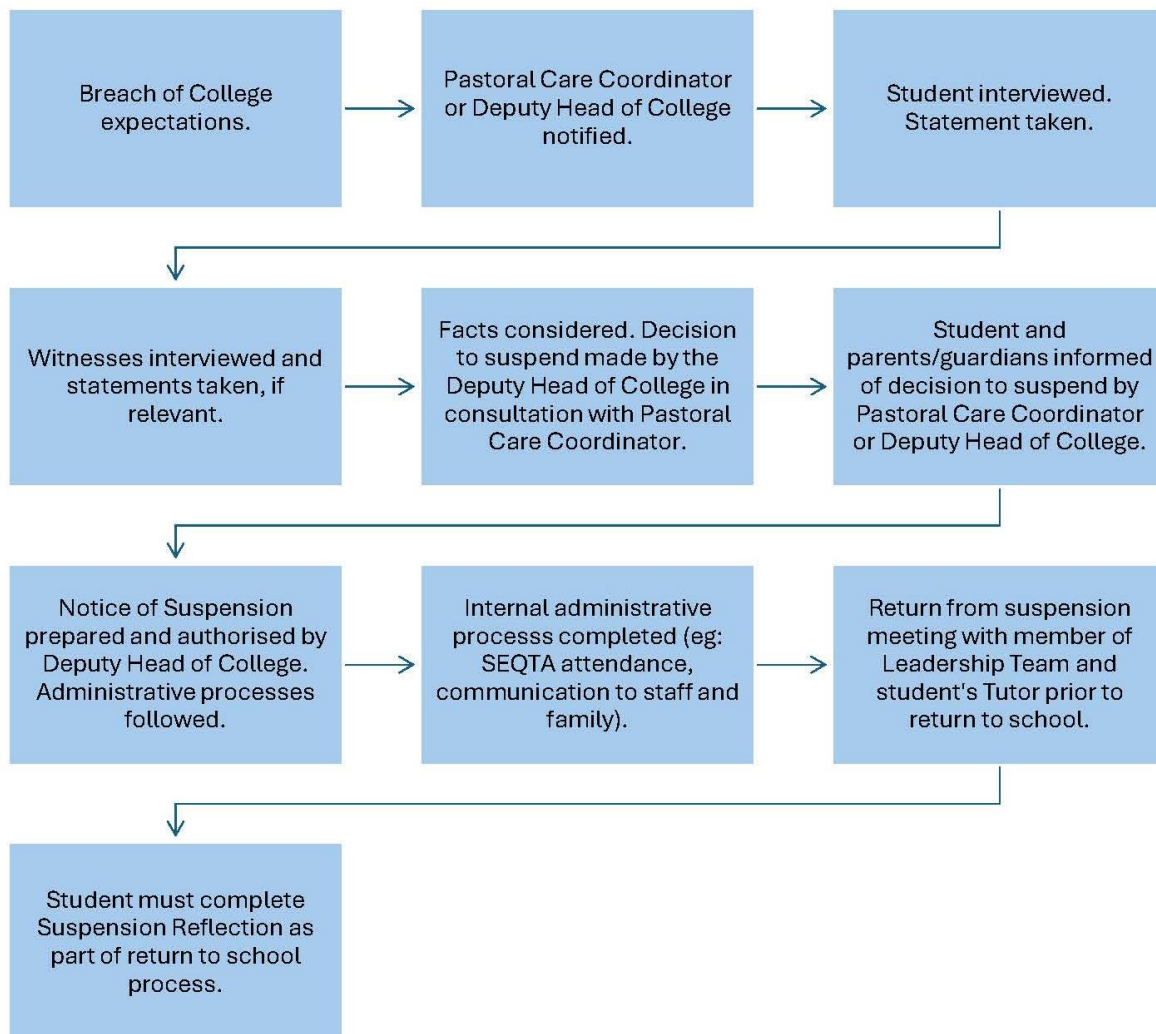 Breach of College
expectations.
Pastoral Care Coordinator
or Deputy Head of College
notified.
Student interviewed.
Statement taken.
Witnesses interviewed and
statements taken, if
relevant.
Facts considered. Decision
to suspend made by the
Deputy Head of College in
consultation with Pastoral
Care Coordinator.
Student and
parents/guardians informed
of decision to suspend by
Pastoral Care Coordinator
or Deputy Head of College.
Notice of Suspension
prepared and authorised by
Deputy Head of College.
Administrative processes
followed.
Internal administrative
processs completed (eg:
SEQTA attendance,
communication to staff and
family).
Return from suspension
meeting with member of
Leadership Team and
student's Tutor prior to
return to school.
Student must complete
Suspension Reflection as
part of return to school
process.